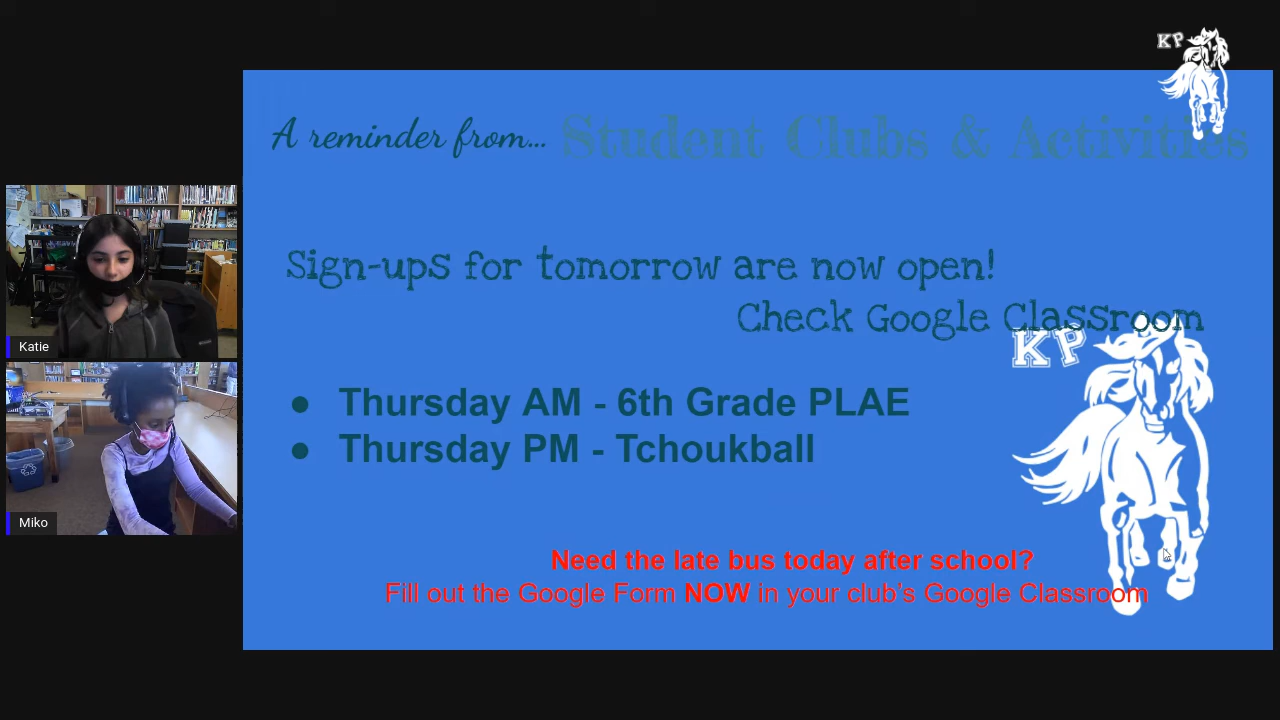 KP
A reminder from... Student Clubs & Activities
Sign-ups for tomorrow are now open!
Check Google Classroom
KP
● Thursday AM - 6th Grade PLAE
● Thursday PM - Tchoukball
Need the late bus today after school?
Fill out the Google Form NOW in your club's Google Classroom
Katie
Miko